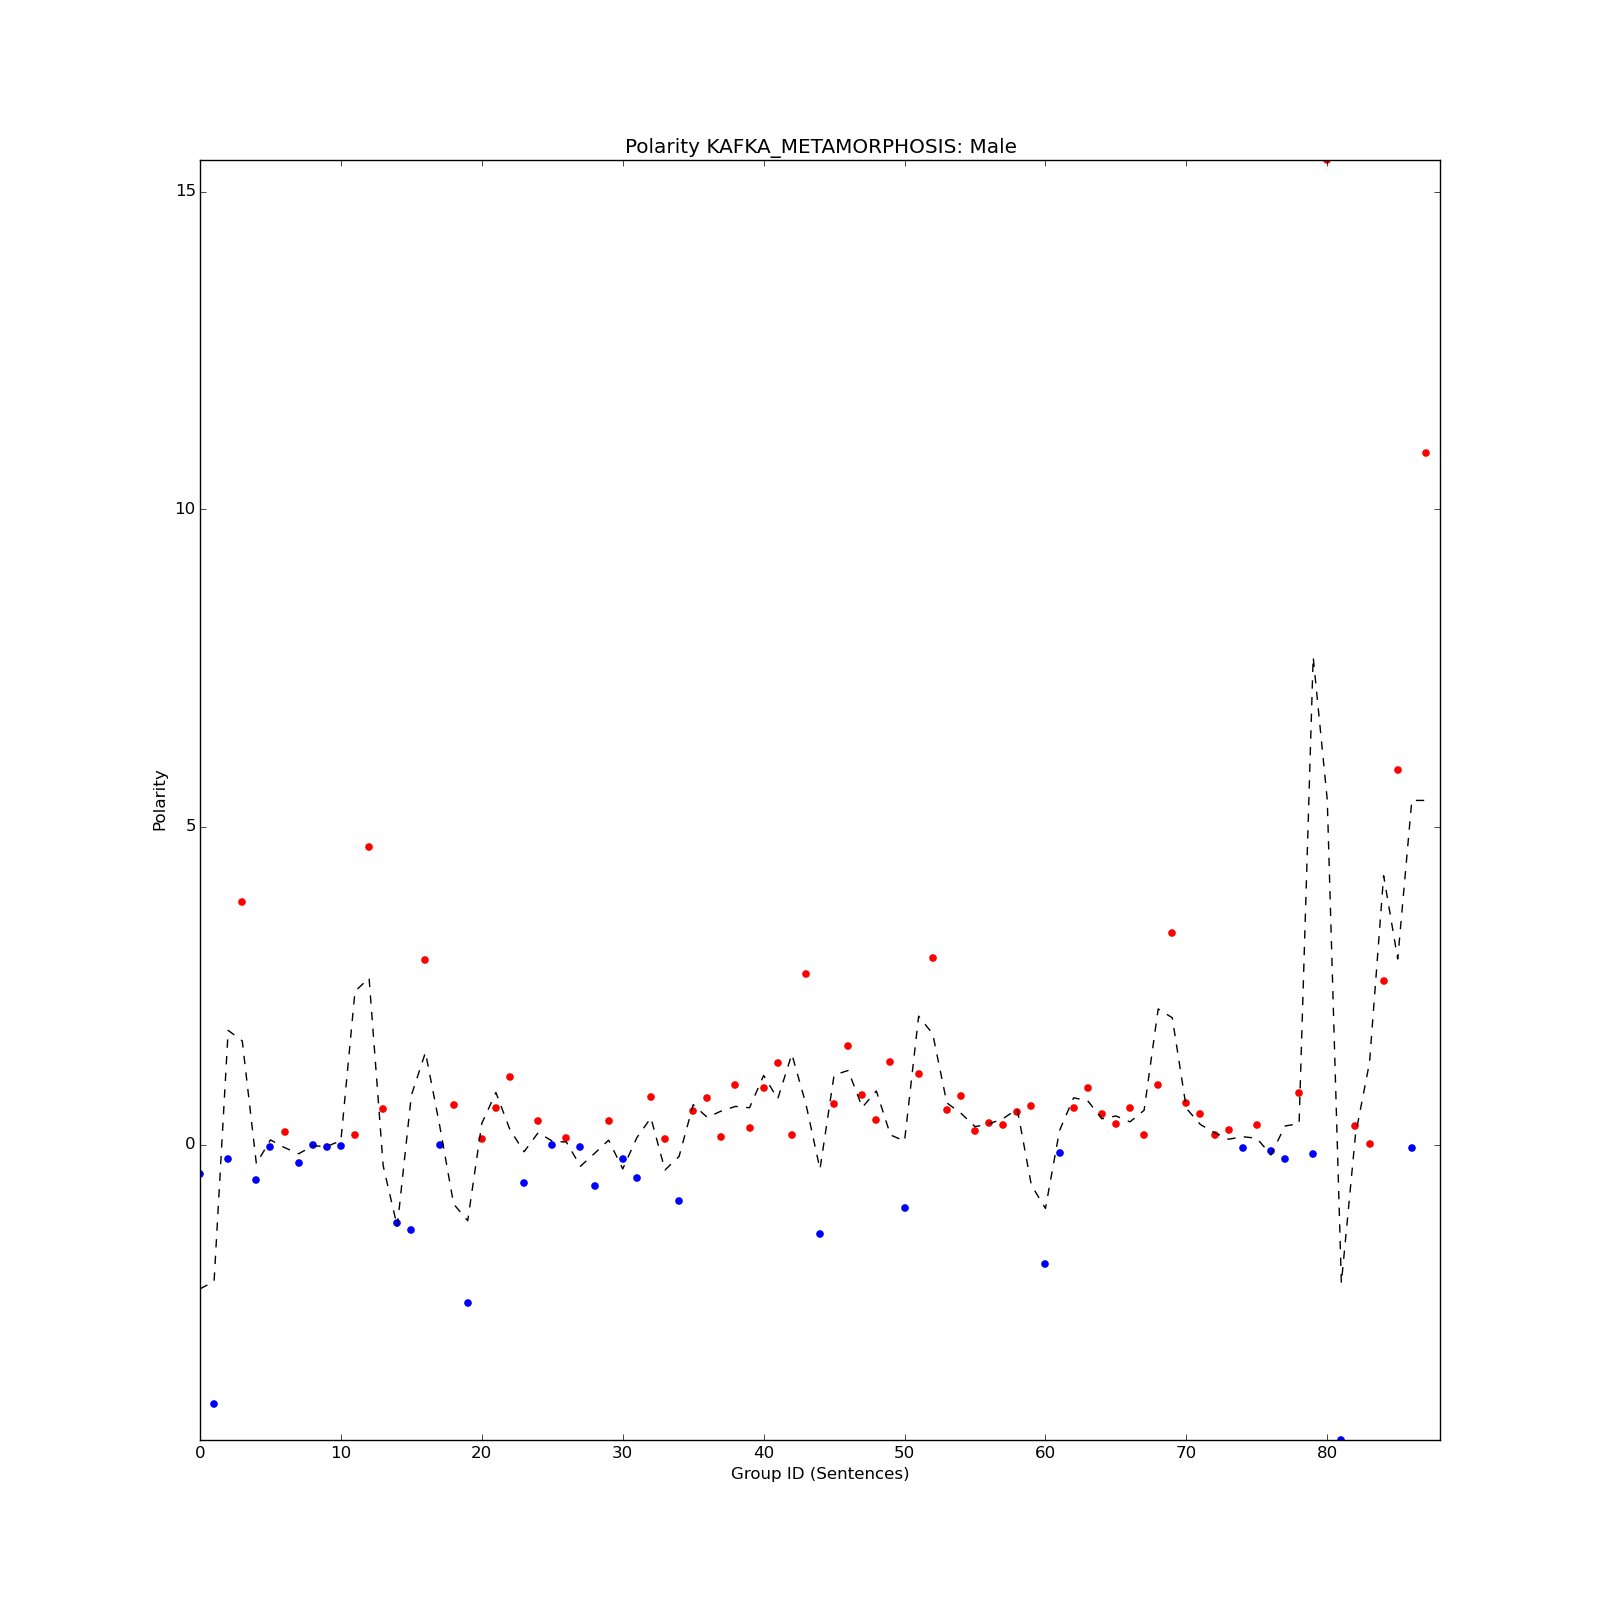 Polarity KAFKA_METAMORPHOSIS: Male
15
10
5
0
Polarity
0 10 20 30 40 50 60 70 80
Group ID (Sentences)